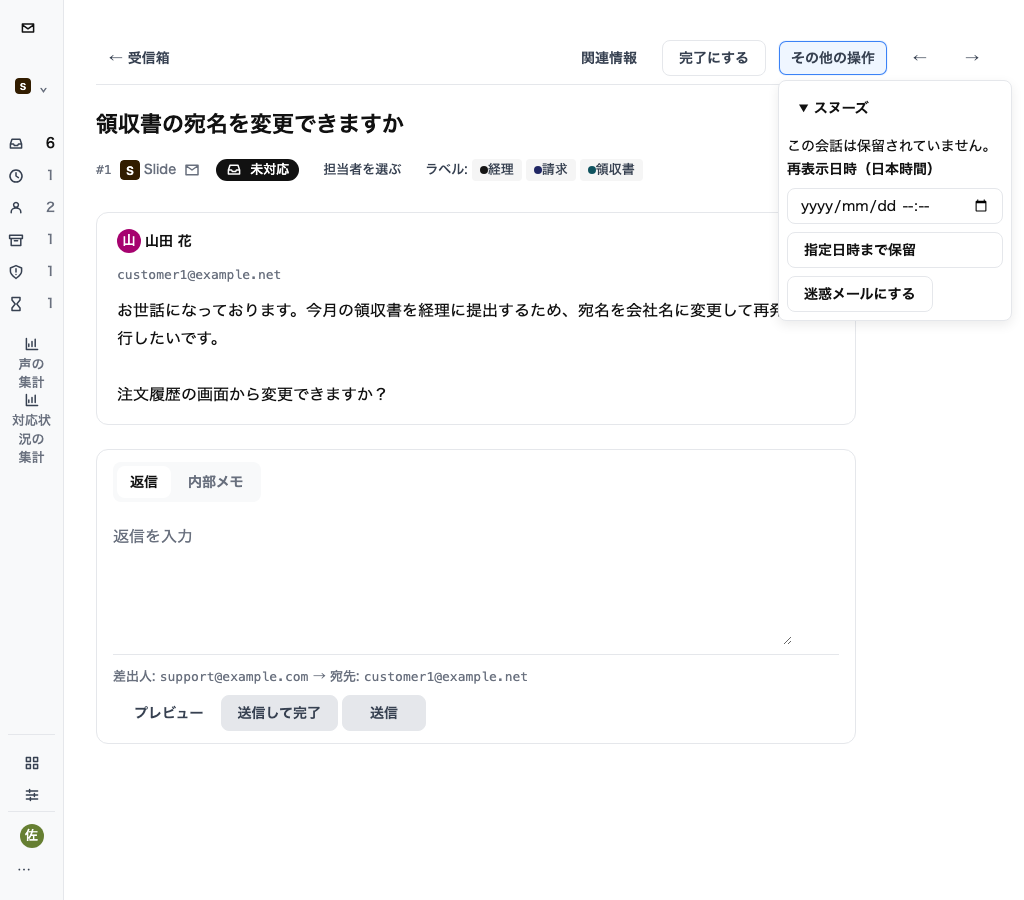 S
6
1
2
1
1
1
声の
集計
対応状
況の
集計
佐
…
← 受信箱
関連情報
完了にする
その他の操作
←
→
領収書の宛名を変更できますか
#1 S Slide 未対応 担当者を選ぶ ラベル: 経理 請求 領収書
▼ スヌーズ
この会話は保留されていません。
再表示日時（日本時間）
yyyy/mm/dd --:--
指定日時まで保留
迷惑メールにする
山 山田 花
customer1@example.net
お世話になっております。今月の領収書を経理に提出するため、宛名を会社名に変更して再発
行したいです。
注文履歴の画面から変更できますか？
返信 内部メモ
返信を入力
差出人: support@example.com → 宛先: customer1@example.net
プレビュー 送信して完了 送信